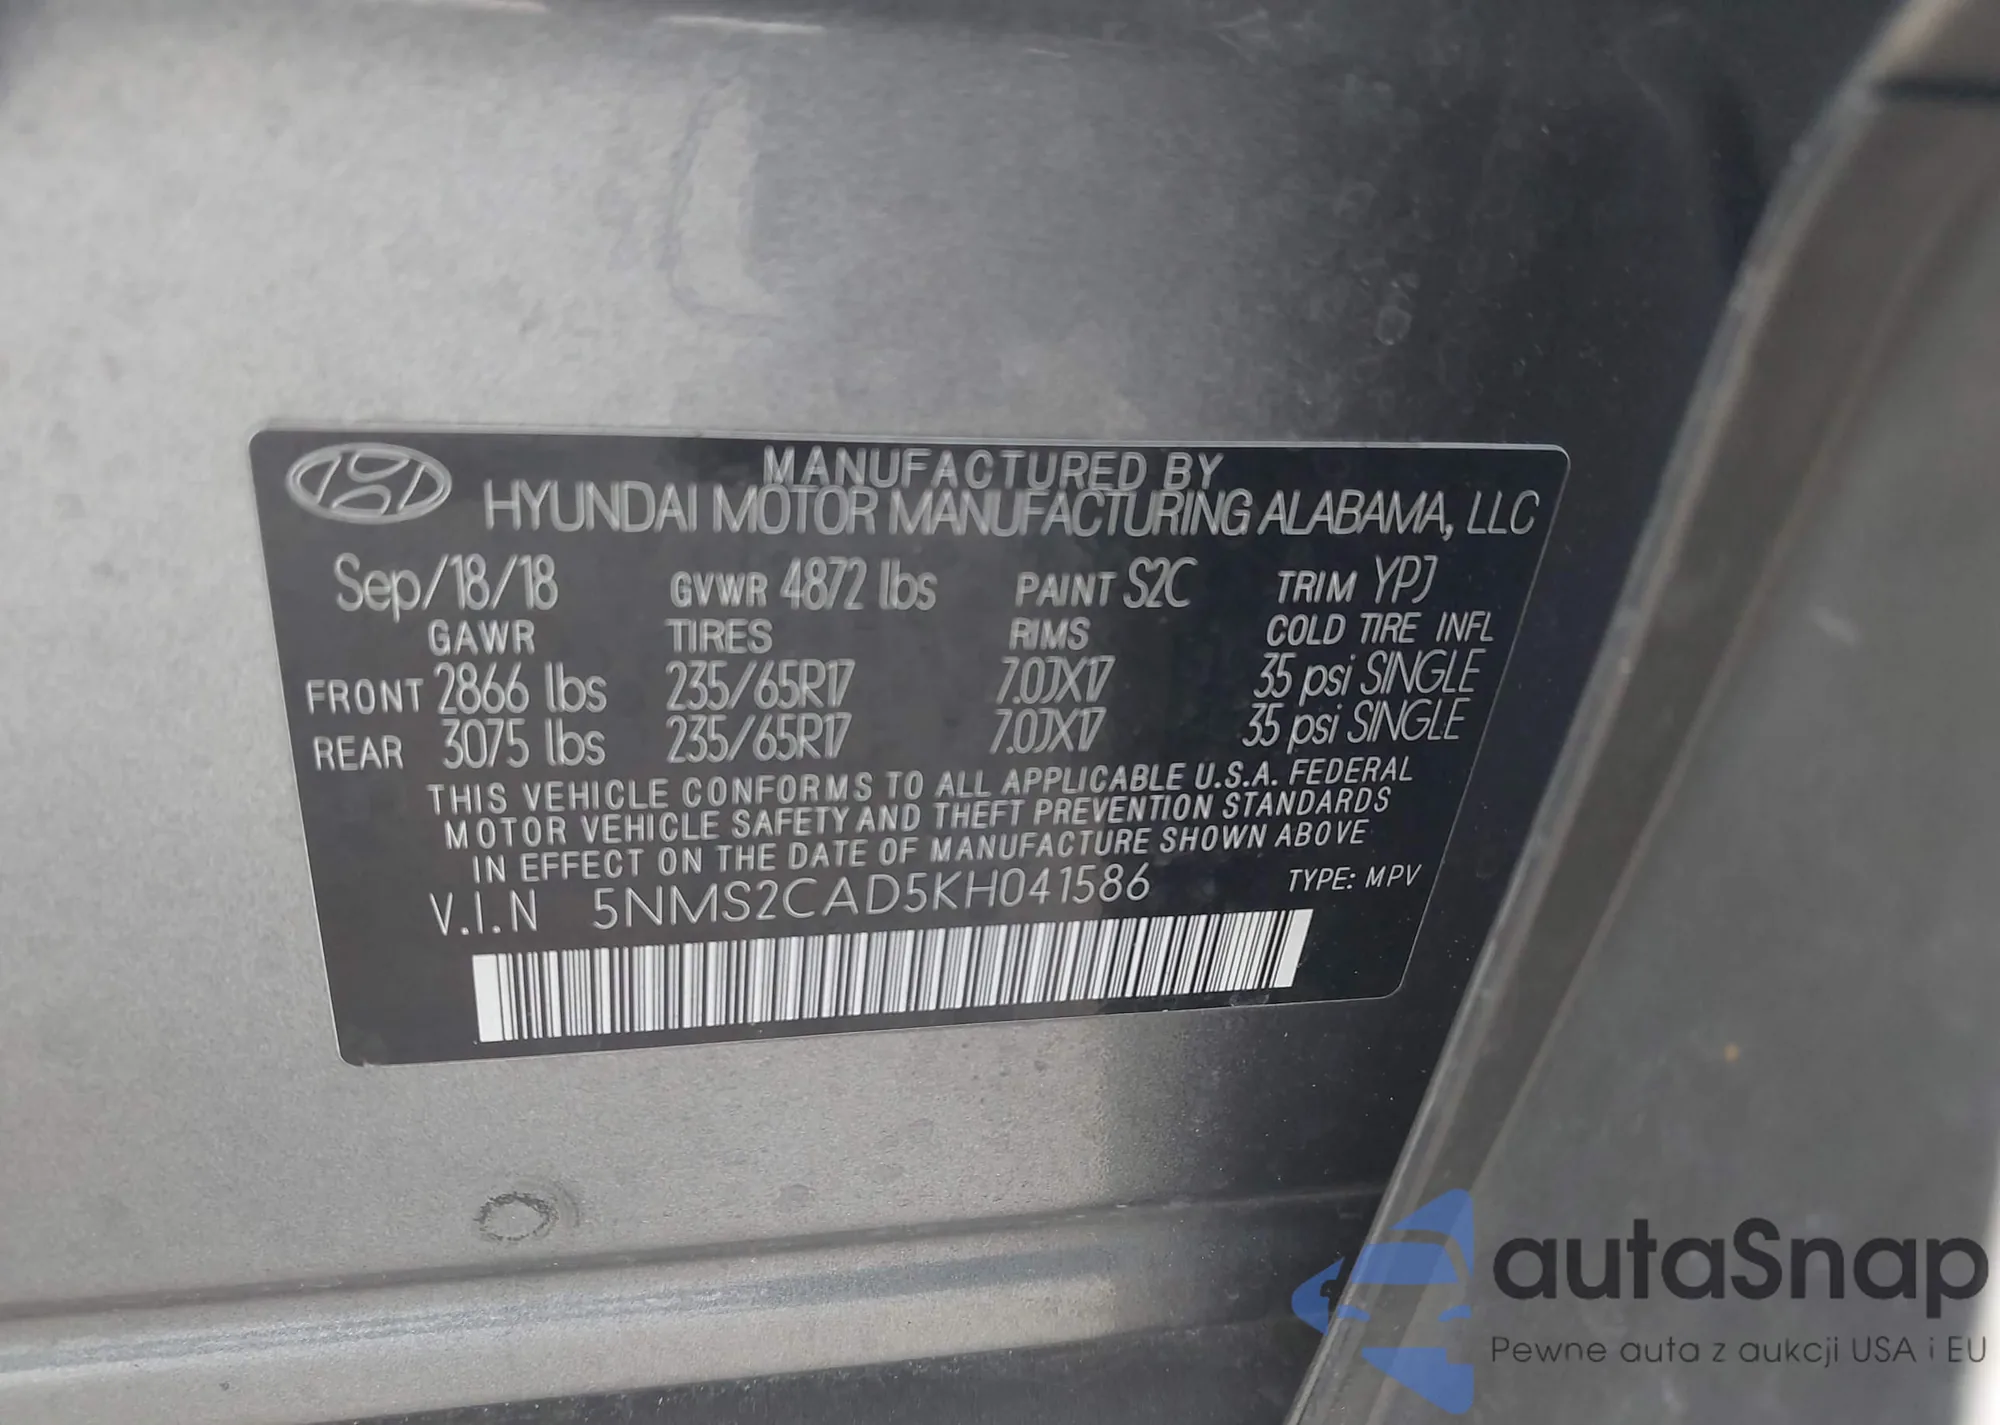 MANUFACTURED BY
HYUNDAI MOTOR MANUFACTURING ALABAMA, LLC
Sep/18/18 GVWR 4872 lbs PAINT S2C TRIM YPJ
GAWR TIRES RIMS COLD TIRE INFL
FRONT 2866 lbs 235/65R17 7.0JX17 35 psi SINGLE
REAR 3075 lbs 235/65R17 7.0JX17 35 psi SINGLE
THIS VEHICLE CONFORMS TO ALL APPLICABLE U.S.A. FEDERAL
MOTOR VEHICLE SAFETY AND THEFT PREVENTION STANDARDS
IN EFFECT ON THE DATE OF MANUFACTURE SHOWN ABOVE
V.I.N 5NMS2CAD5KH041586 TYPE: MPV
autaSnap
Pewne auta z aukcji USA i EU